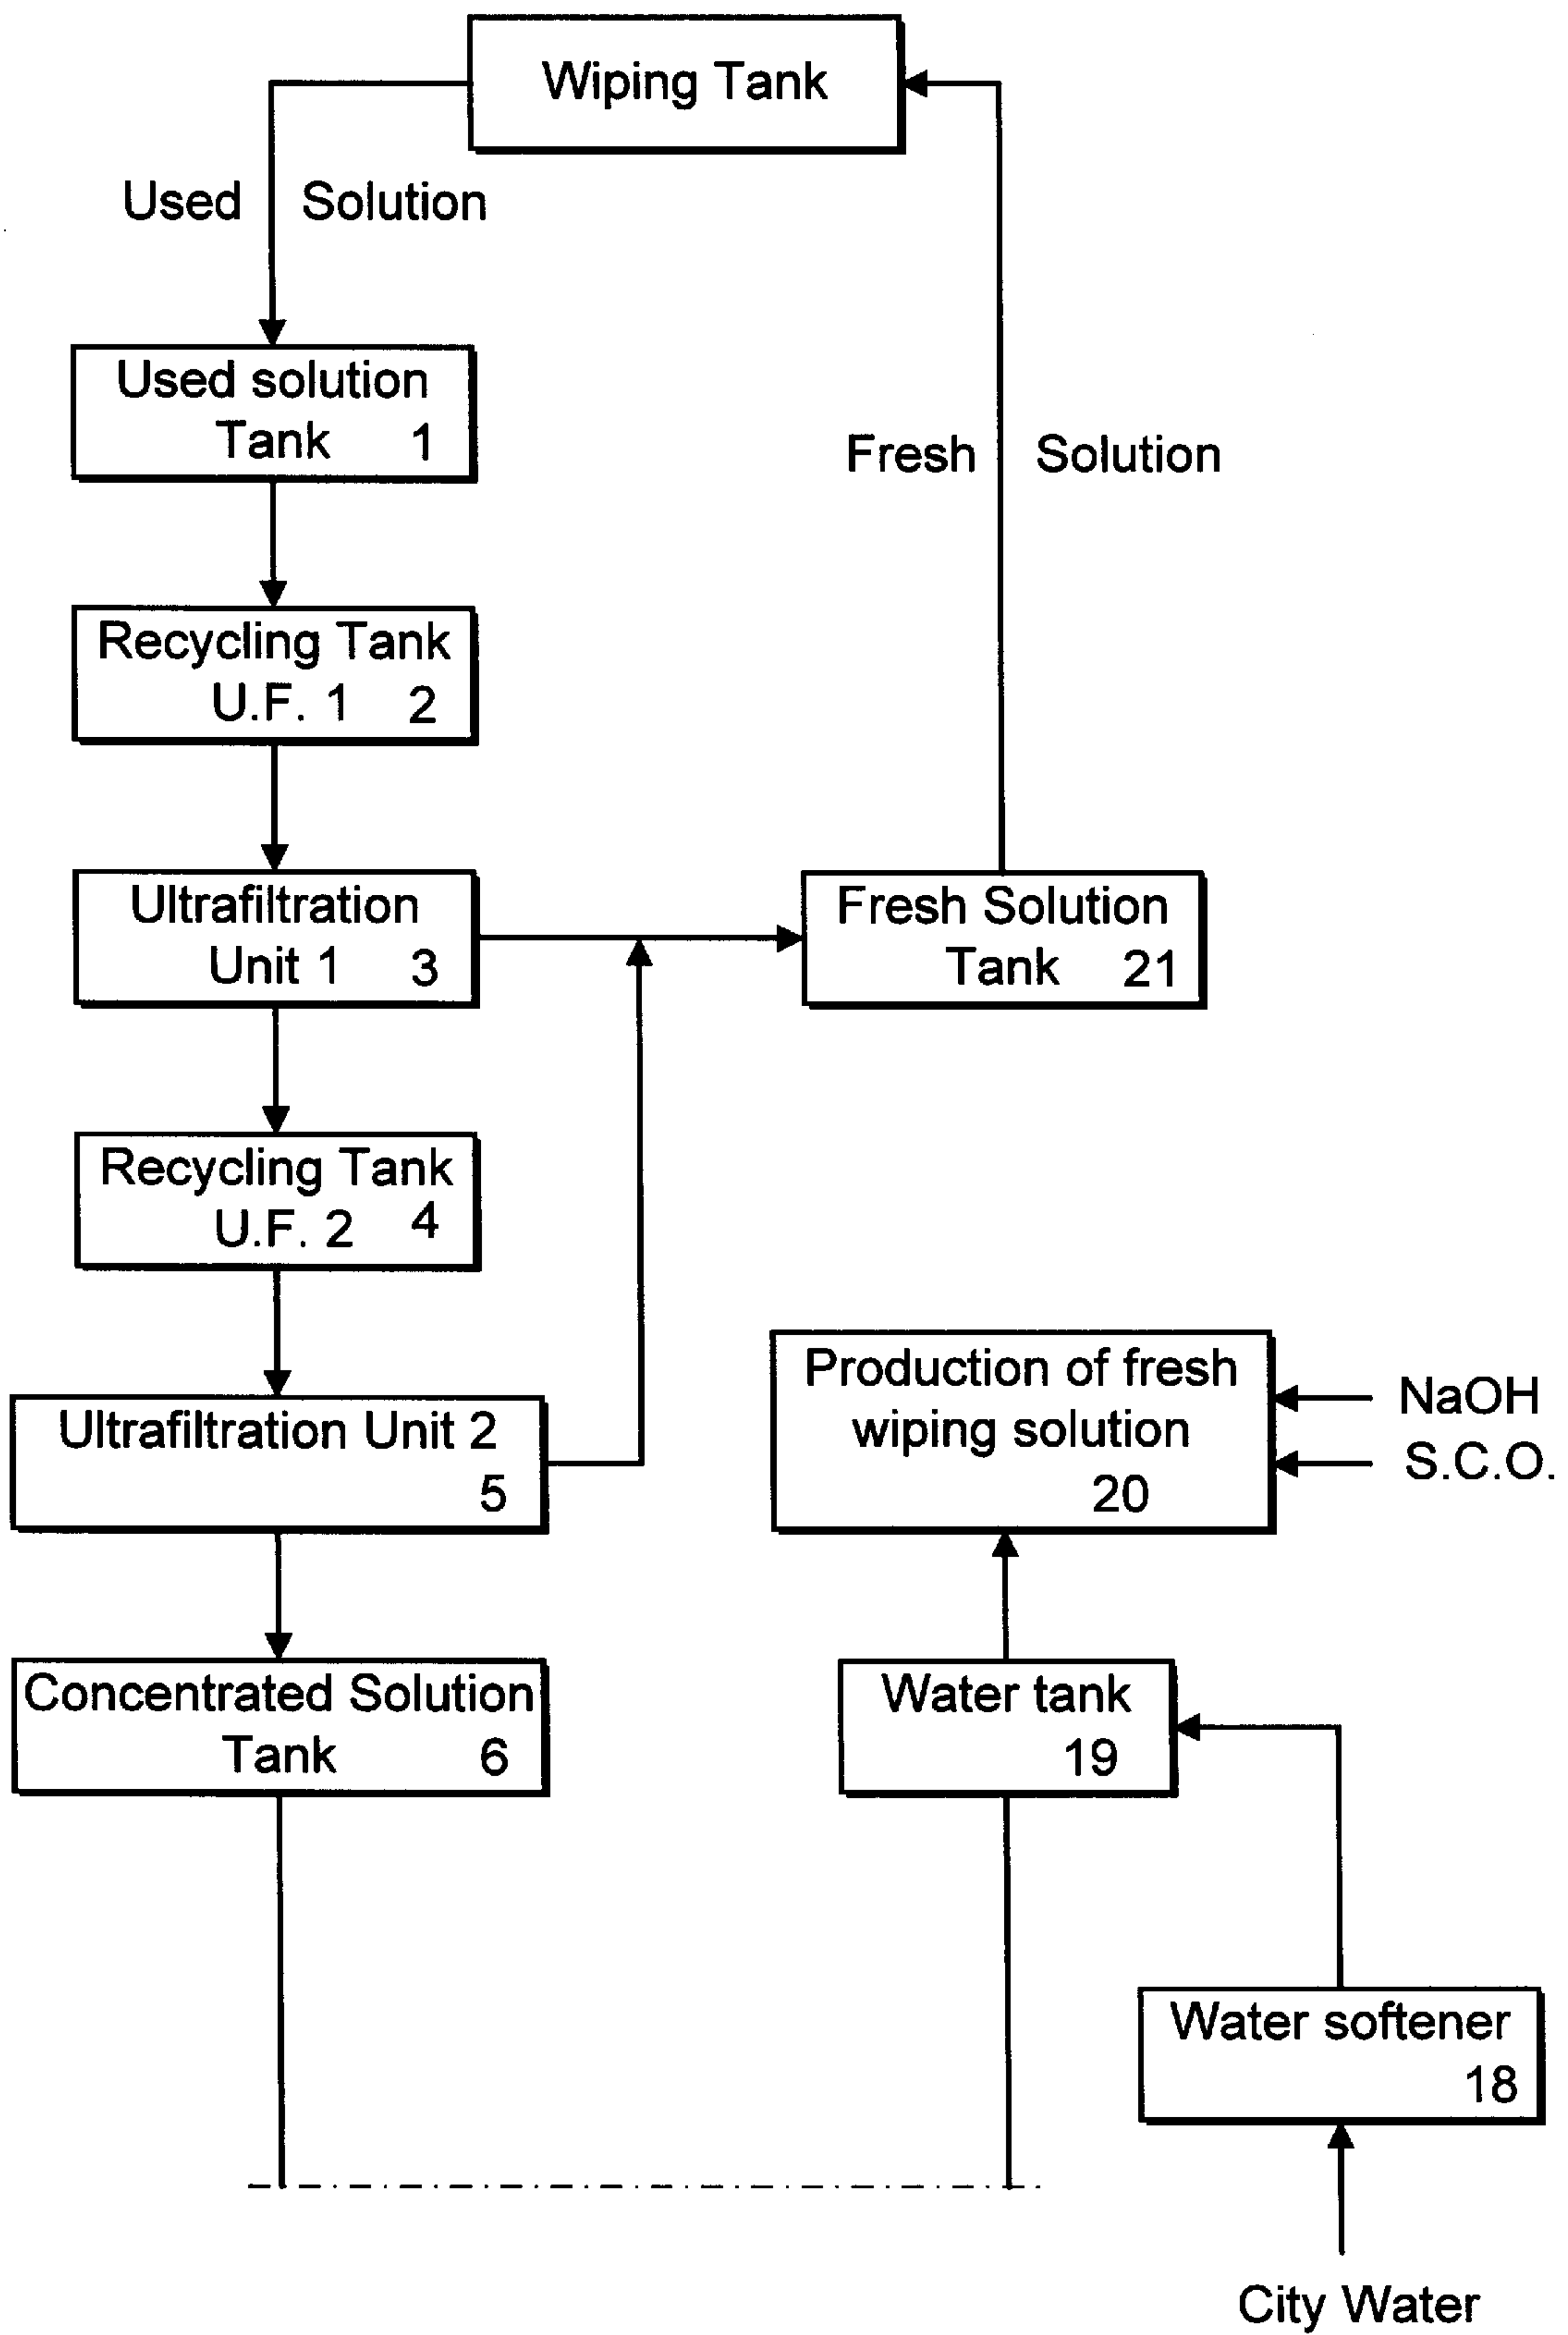 Wiping Tank
Used Solution
Used solution
Tank 1
Fresh Solution
Recycling Tank
U.F. 1 2
Ultrafiltration
Unit 1 3
Fresh Solution
Tank 21
Recycling Tank
U.F. 2 4
Ultrafiltration Unit 2
5
Production of fresh
wiping solution
20
NaOH
S.C.O.
Concentrated Solution
Tank 6
Water tank
19
Water softener
18
City Water